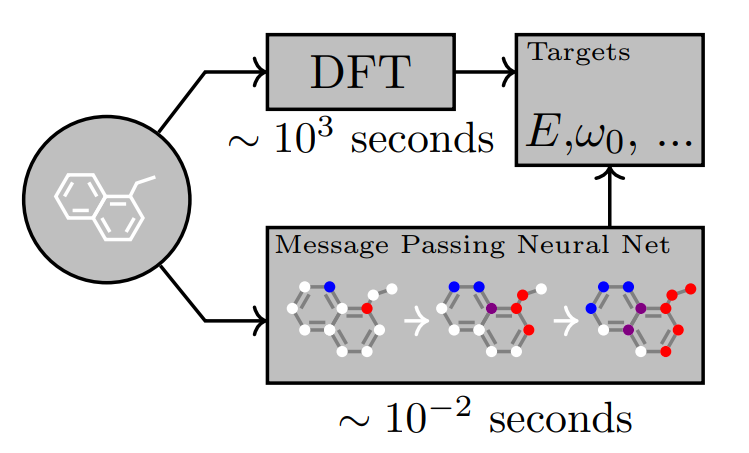 DFT
Targets
E,ω₀, ...
∼ 10³ seconds
Message Passing Neural Net
∼ 10⁻² seconds